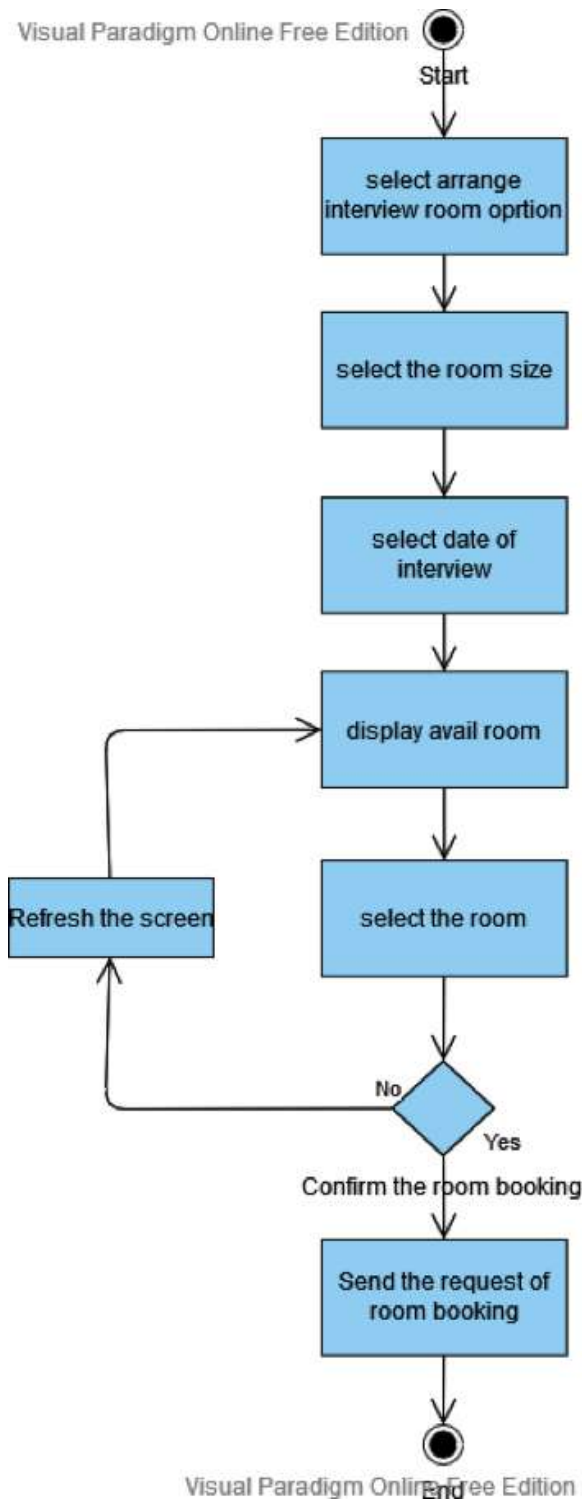 Visual Paradigm Online Free Edition
Start
select arrange
interview room oprtion
select the room size
select date of
interview
display avail room
Refresh the screen
select the room
No
Yes
Confirm the room booking
Send the request of
room booking
End
Visual Paradigm Online Free Edition